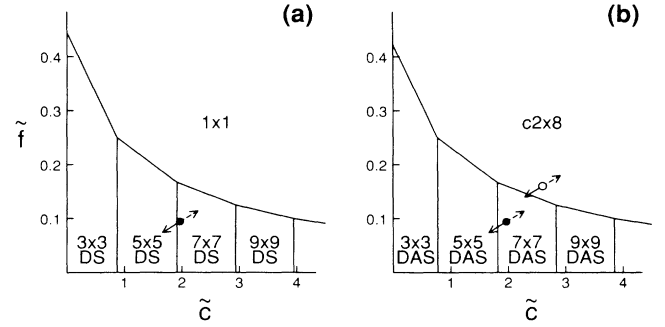 (a)
0.4
0.3
0.2
0.1
f̃
1x1
3x3 5x5 7x7 9x9
DS DS DS DS
1 2 3 4
c̃
(b)
0.4
0.3
0.2
0.1
c2x8
3x3 5x5 7x7 9x9
DAS DAS DAS DAS
1 2 3 4
c̃